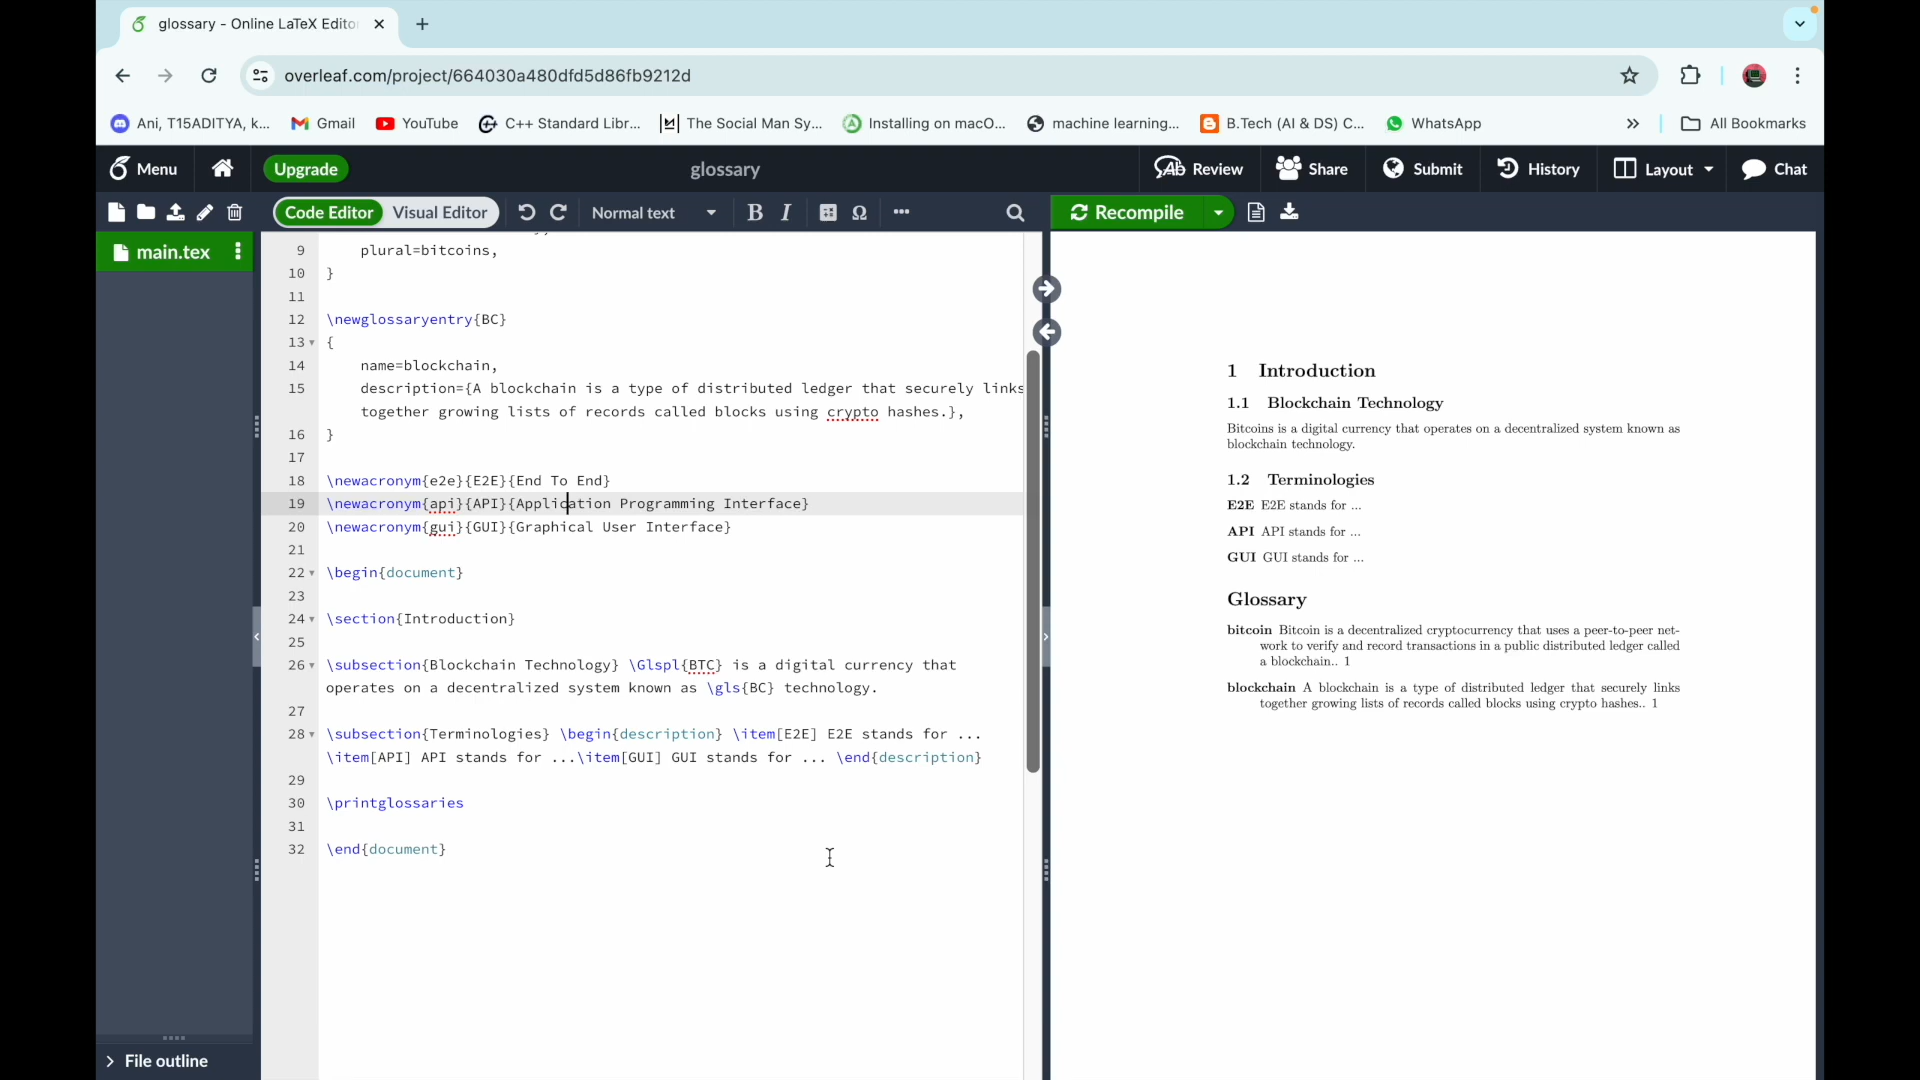 glossary - Online LaTeX Edito
overleaf.com/project/664030a480dfd5d86fb9212d
Ani, T15ADITYA, k...
Gmail
YouTube
C++ Standard Libr...
The Social Man Sy...
Installing on macO...
machine learning...
B.Tech (AI & DS) C...
WhatsApp
All Bookmarks
Menu
Upgrade
glossary
Review
Share
Submit
History
Layout
Chat
Code Editor
Visual Editor
Normal text
B
I
Ω
Recompile
main.tex
9 plural=bitcoins,
10 }
11
12 \newglossaryentry{BC}
13 {
14 name=blockchain,
15 description={A blockchain is a type of distributed ledger that securely links
together growing lists of records called blocks using crypto hashes.},
16 }
17
18 \newacronym{e2e}{E2E}{End To End}
19 \newacronym{api}{API}{Application Programming Interface}
20 \newacronym{gui}{GUI}{Graphical User Interface}
21
22 \begin{document}
23
24 \section{Introduction}
25
26 \subsection{Blockchain Technology} \Glspl{BTC} is a digital currency that
operates on a decentralized system known as \gls{BC} technology.
27
28 \subsection{Terminologies} \begin{description} \item[E2E] E2E stands for ...
\item[API] API stands for ...\item[GUI] GUI stands for ... \end{description}
29
30 \printglossaries
31
32 \end{document}
File outline
1 Introduction
1.1 Blockchain Technology
Bitcoins is a digital currency that operates on a decentralized system known as
blockchain technology.
1.2 Terminologies
E2E E2E stands for ...
API API stands for ...
GUI GUI stands for ...
Glossary
bitcoin Bitcoin is a decentralized cryptocurrency that uses a peer-to-peer net-
work to verify and record transactions in a public distributed ledger called
a blockchain.. 1
blockchain A blockchain is a type of distributed ledger that securely links
together growing lists of records called blocks using crypto hashes.. 1